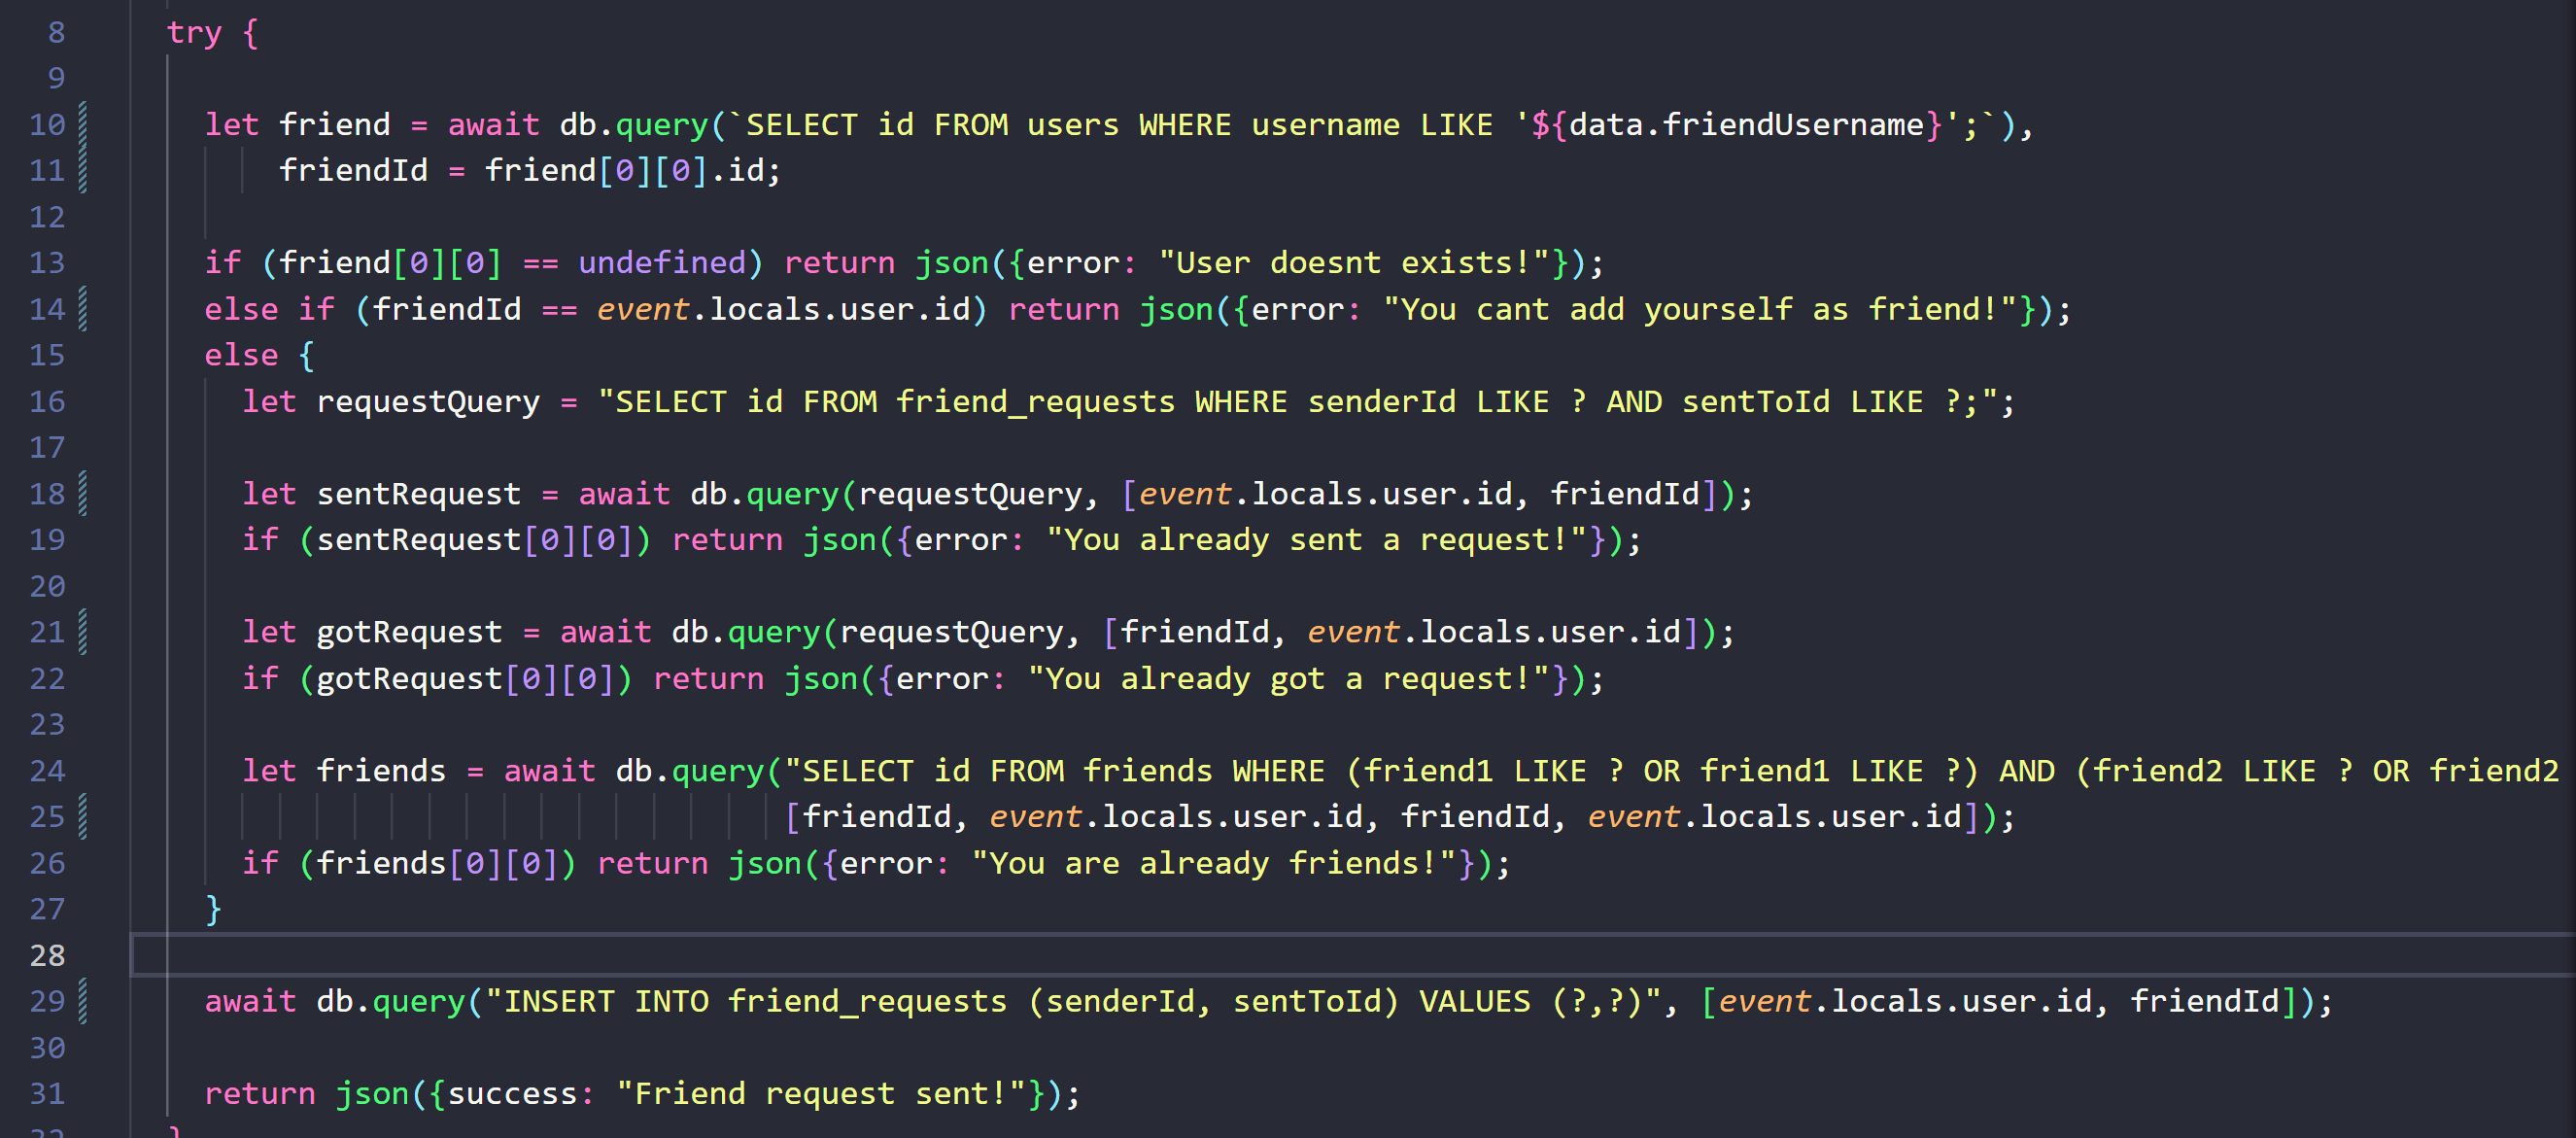 8 try {
9
10 let friend = await db.query(`SELECT id FROM users WHERE username LIKE '${data.friendUsername}';`),
11 friendId = friend[0][0].id;
12
13 if (friend[0][0] == undefined) return json({error: "User doesnt exists!"});
14 else if (friendId == event.locals.user.id) return json({error: "You cant add yourself as friend!"});
15 else {
16 let requestQuery = "SELECT id FROM friend_requests WHERE senderId LIKE ? AND sentToId LIKE ?;";
17
18 let sentRequest = await db.query(requestQuery, [event.locals.user.id, friendId]);
19 if (sentRequest[0][0]) return json({error: "You already sent a request!"});
20
21 let gotRequest = await db.query(requestQuery, [friendId, event.locals.user.id]);
22 if (gotRequest[0][0]) return json({error: "You already got a request!"});
23
24 let friends = await db.query("SELECT id FROM friends WHERE (friend1 LIKE ? OR friend1 LIKE ?) AND (friend2 LIKE ? OR friend2
25 [friendId, event.locals.user.id, friendId, event.locals.user.id]);
26 if (friends[0][0]) return json({error: "You are already friends!"});
27 }
28
29 await db.query("INSERT INTO friend_requests (senderId, sentToId) VALUES (?,?)", [event.locals.user.id, friendId]);
30
31 return json({success: "Friend request sent!"});
32 }